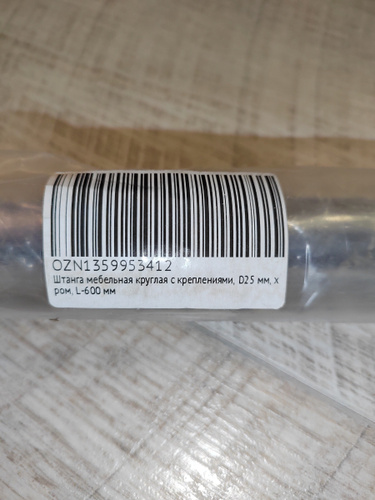 OZN1359953412
Штанга мебельная круглая с креплениями, D25 мм, х
ром, L-600 мм